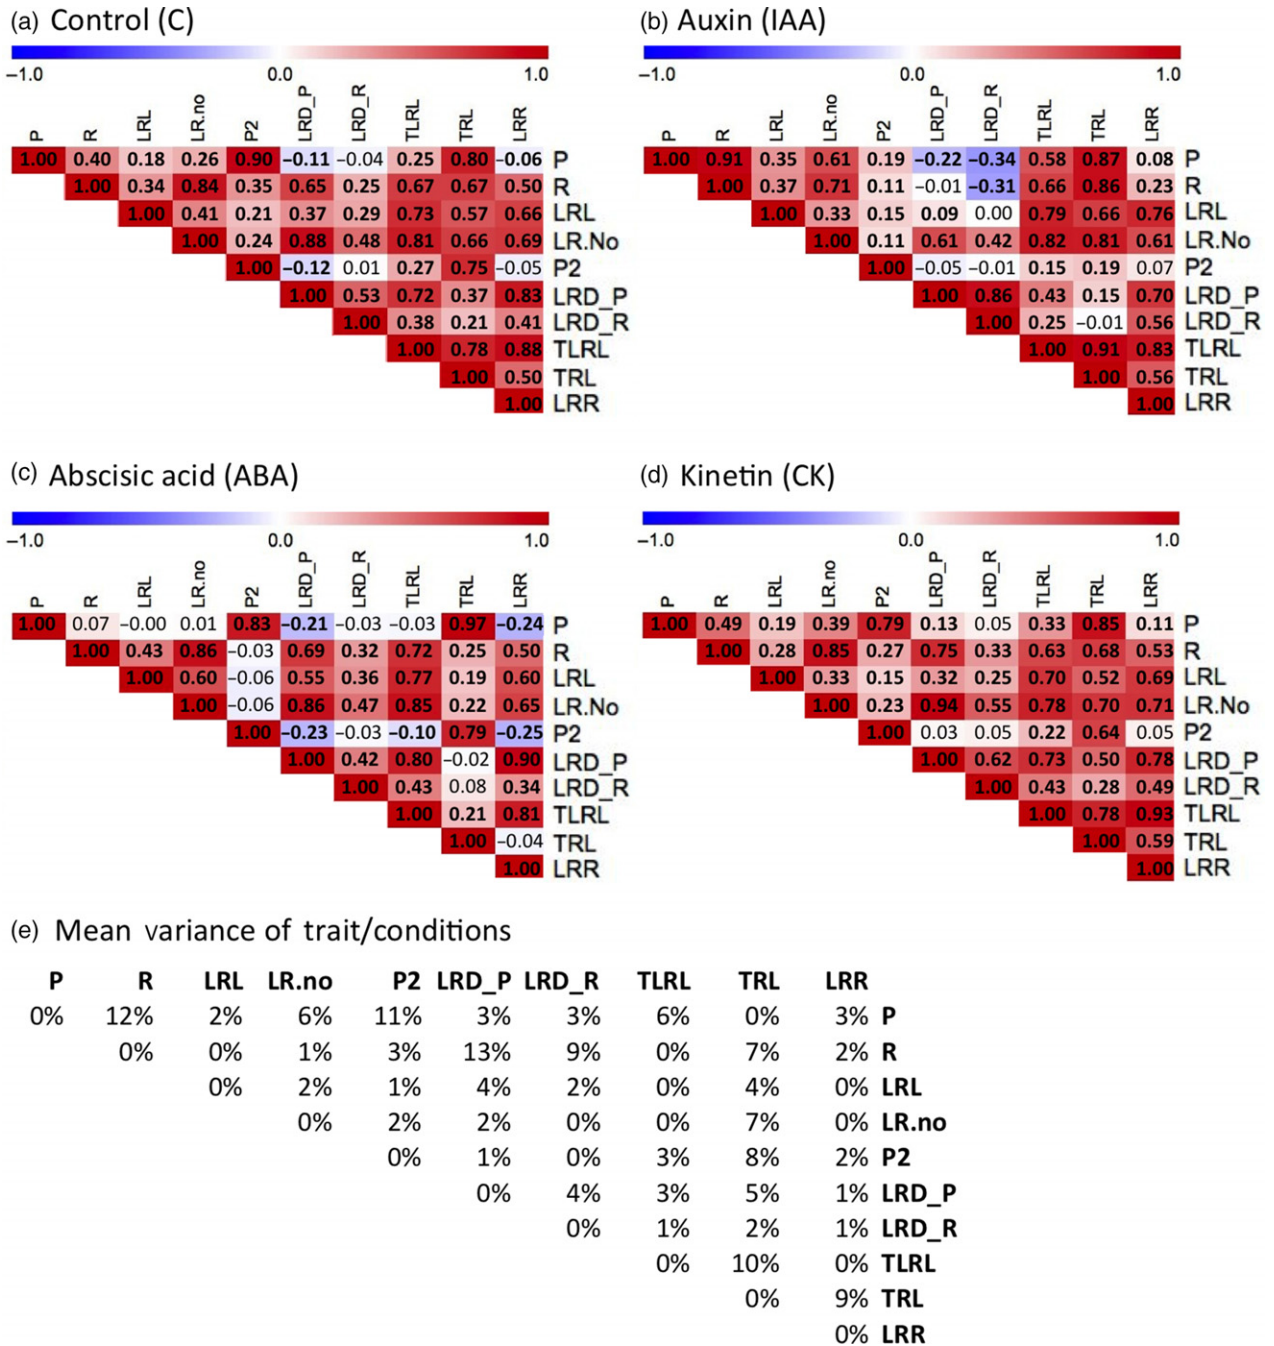 (a) Control (C)
−1.0 0.0 1.0
P R LRL LR.no P2 LRD_P LRD_R TLRL TRL LRR
1.00 0.40 0.18 0.26 0.90 −0.11 −0.04 0.25 0.80 −0.06 P
1.00 0.34 0.84 0.35 0.65 0.25 0.67 0.67 0.50 R
1.00 0.41 0.21 0.37 0.29 0.73 0.57 0.66 LRL
1.00 0.24 0.88 0.48 0.81 0.66 0.69 LR.No
1.00 −0.12 0.01 0.27 0.75 −0.05 P2
1.00 0.53 0.72 0.37 0.83 LRD_P
1.00 0.38 0.21 0.41 LRD_R
1.00 0.78 0.88 TLRL
1.00 0.50 TRL
1.00 LRR
(b) Auxin (IAA)
−1.0 0.0 1.0
P R LRL LR.no P2 LRD_P LRD_R TLRL TRL LRR
1.00 0.91 0.35 0.61 0.19 −0.22 −0.34 0.58 0.87 0.08 P
1.00 0.37 0.71 0.11 −0.01 −0.31 0.66 0.86 0.23 R
1.00 0.33 0.15 0.09 0.00 0.79 0.66 0.76 LRL
1.00 0.11 0.61 0.42 0.82 0.81 0.61 LR.No
1.00 −0.05 −0.01 0.15 0.19 0.07 P2
1.00 0.86 0.43 0.15 0.70 LRD_P
1.00 0.25 −0.01 0.56 LRD_R
1.00 0.91 0.83 TLRL
1.00 0.56 TRL
1.00 LRR
(c) Abscisic acid (ABA)
−1.0 0.0 1.0
P R LRL LR.no P2 LRD_P LRD_R TLRL TRL LRR
1.00 0.07 −0.00 0.01 0.83 −0.21 −0.03 −0.03 0.97 −0.24 P
1.00 0.43 0.86 −0.03 0.69 0.32 0.72 0.25 0.50 R
1.00 0.60 −0.06 0.55 0.36 0.77 0.19 0.60 LRL
1.00 −0.06 0.86 0.47 0.85 0.22 0.65 LR.No
1.00 −0.23 −0.03 −0.10 0.79 −0.25 P2
1.00 0.42 0.80 −0.02 0.90 LRD_P
1.00 0.43 0.08 0.34 LRD_R
1.00 0.21 0.81 TLRL
1.00 −0.04 TRL
1.00 LRR
(d) Kinetin (CK)
−1.0 0.0 1.0
P R LRL LR.no P2 LRD_P LRD_R TLRL TRL LRR
1.00 0.49 0.19 0.39 0.79 0.13 0.05 0.33 0.85 0.11 P
1.00 0.28 0.85 0.27 0.75 0.33 0.63 0.68 0.53 R
1.00 0.33 0.15 0.32 0.25 0.70 0.52 0.69 LRL
1.00 0.23 0.94 0.55 0.78 0.70 0.71 LR.No
1.00 0.03 0.05 0.22 0.64 0.05 P2
1.00 0.62 0.73 0.50 0.78 LRD_P
1.00 0.43 0.28 0.49 LRD_R
1.00 0.78 0.93 TLRL
1.00 0.59 TRL
1.00 LRR
(e) Mean variance of trait/conditions
P R LRL LR.no P2 LRD_P LRD_R TLRL TRL LRR
0% 12% 2% 6% 11% 3% 3% 6% 0% 3% P
0% 0% 1% 3% 13% 9% 0% 7% 2% R
0% 2% 1% 4% 2% 0% 4% 0% LRL
0% 2% 2% 0% 0% 7% 0% LR.no
0% 1% 0% 3% 8% 2% P2
0% 4% 3% 5% 1% LRD_P
0% 1% 2% 1% LRD_R
0% 10% 0% TLRL
0% 9% TRL
0% LRR